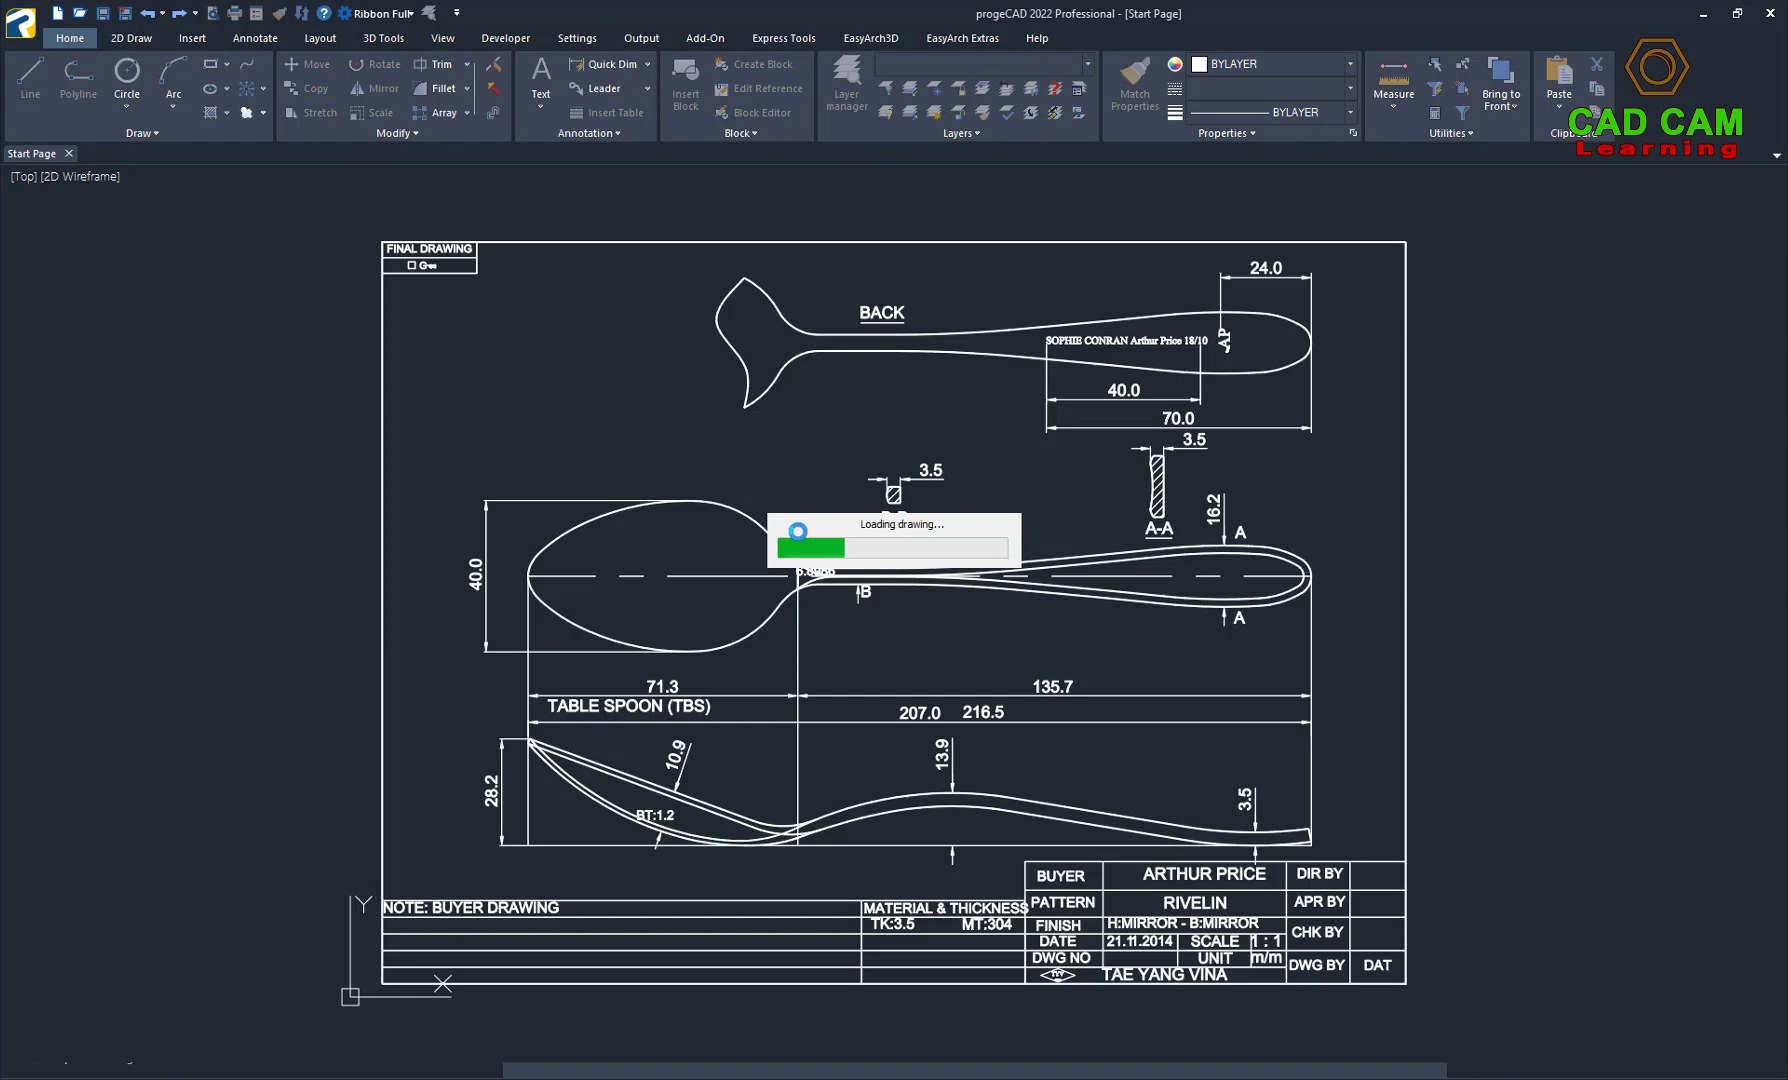 Ribbon Full
progeCAD 2022 Professional - [Start Page]
Home 2D Draw Insert Annotate Layout 3D Tools View Developer Settings Output Add-On Express Tools EasyArch3D EasyArch Extras Help
Line Polyline Circle Arc
Draw
Move Rotate Trim
Copy Mirror Fillet
Stretch Scale Array
Modify
Text
Quick Dim
Leader
Insert Table
Annotation
Insert Block
Create Block
Edit Reference
Block Editor
Block
Layer manager
Layers
Match Properties
BYLAYER
BYLAYER
Properties
Measure
Bring to Front
Utilities
Paste
CAD CAM
Learning
Start Page
[Top] [2D Wireframe]
FINAL DRAWING
24.0
BACK
SOPHIE CONRAN Arthur Price 18/10
AP
40.0
70.0
3.5
3.5
16.2
A-A
A
Loading drawing...
40.0
B
A
71.3
135.7
TABLE SPOON (TBS)
207.0 216.5
10.9
13.9
28.2
3.5
BT:1.2
BUYER ARTHUR PRICE DIR BY
Y
NOTE: BUYER DRAWING
MATERIAL & THICKNESS
PATTERN RIVELIN APR BY
TK:3.5 MT:304
FINISH H:MIRROR - B:MIRROR
CHK BY
DATE 21.11.2014 SCALE 1 : 1
DWG NO UNIT m/m
DWG BY DAT
TAE YANG VINA
X